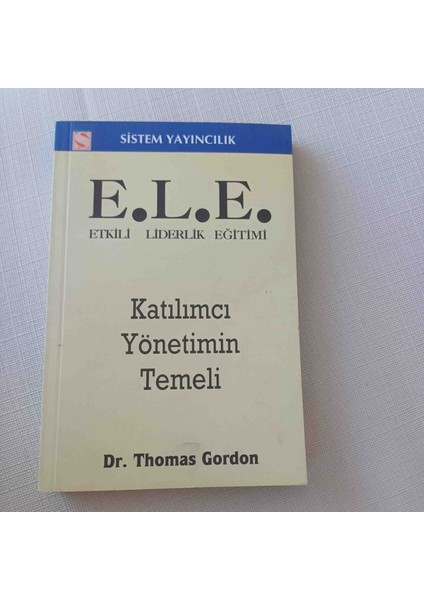 S
SİSTEM YAYINCILIK
E.L.E.
ETKİLİ LİDERLİK EĞİTİMİ
Katılımcı
Yönetimin
Temeli
Dr. Thomas Gordon